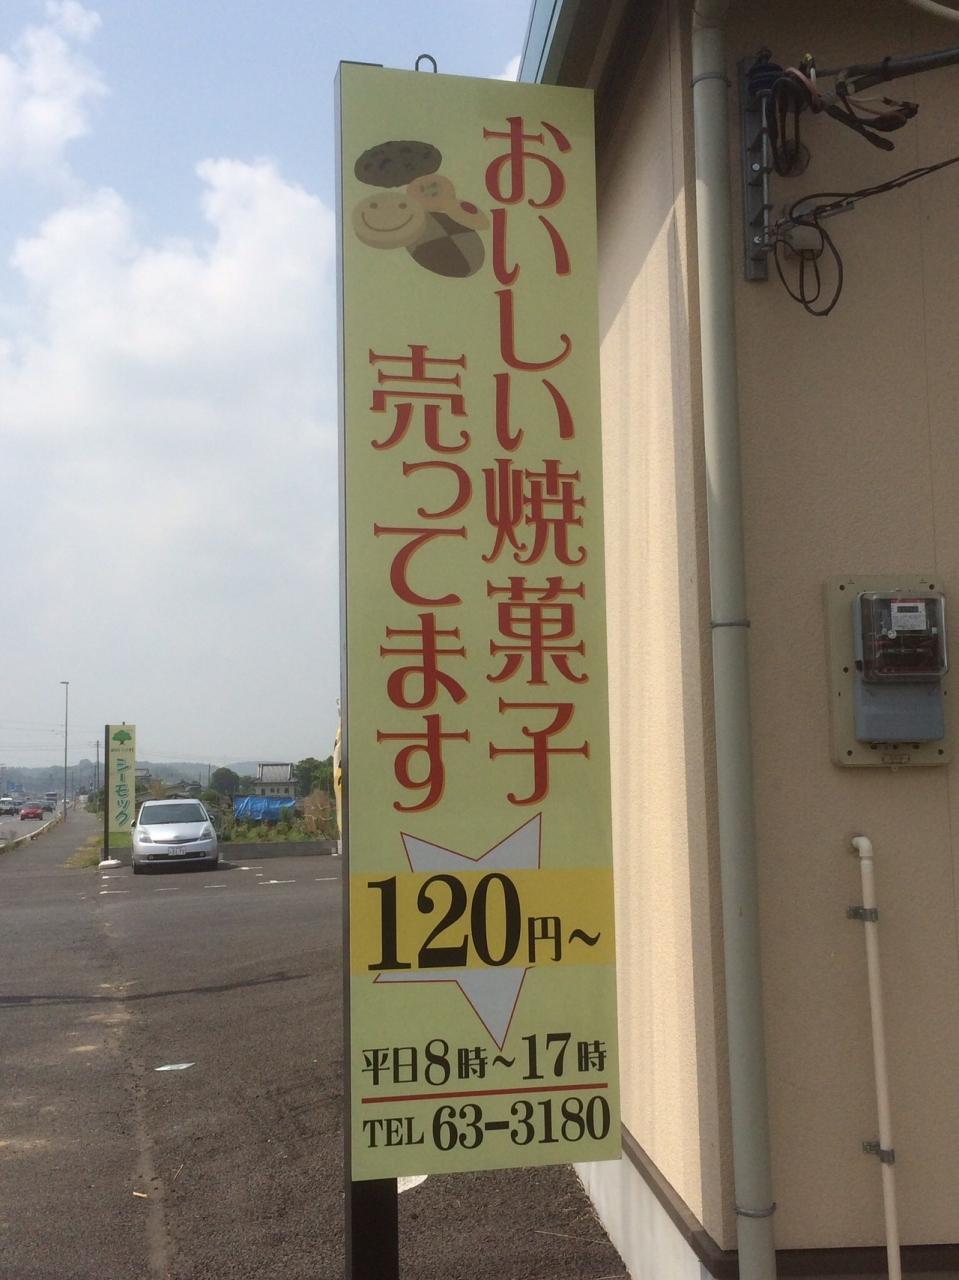 おいしい焼菓子
売ってます
120円~
平日8時~17時
TEL 63-3180
シーモック